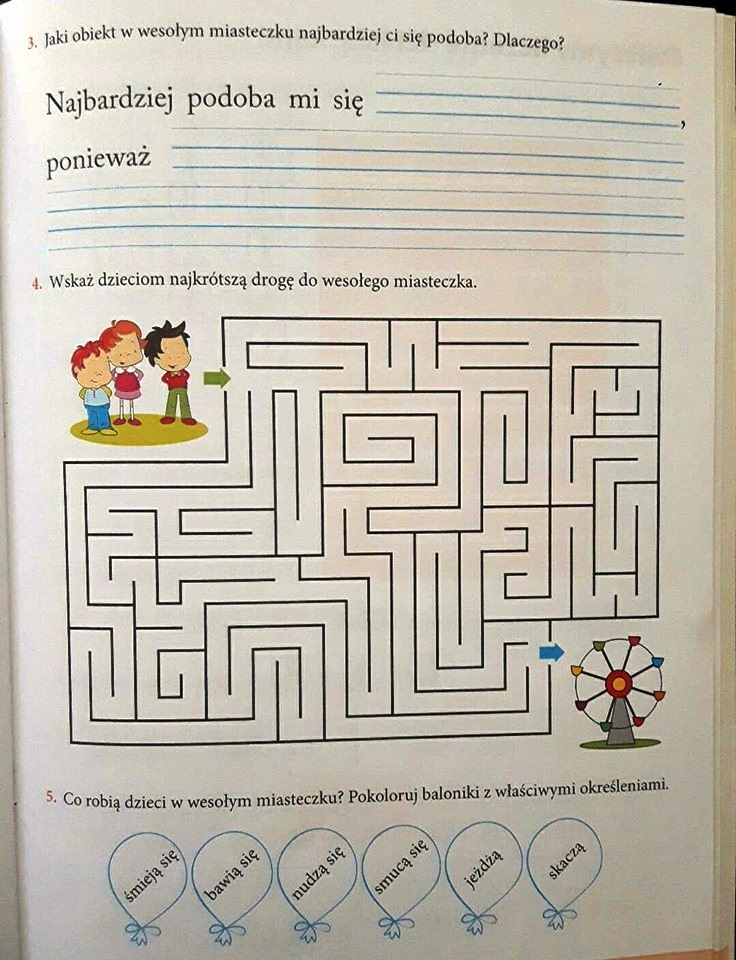 3. Jaki obiekt w wesołym miasteczku najbardziej ci się podoba? Dlaczego?
Najbardziej podoba mi się ,
ponieważ
4. Wskaż dzieciom najkrótszą drogę do wesołego miasteczka.
5. Co robią dzieci w wesołym miasteczku? Pokoloruj baloniki z właściwymi określeniami.
śmieją się bawią się nudzą się smucą się jeżdżą skaczą